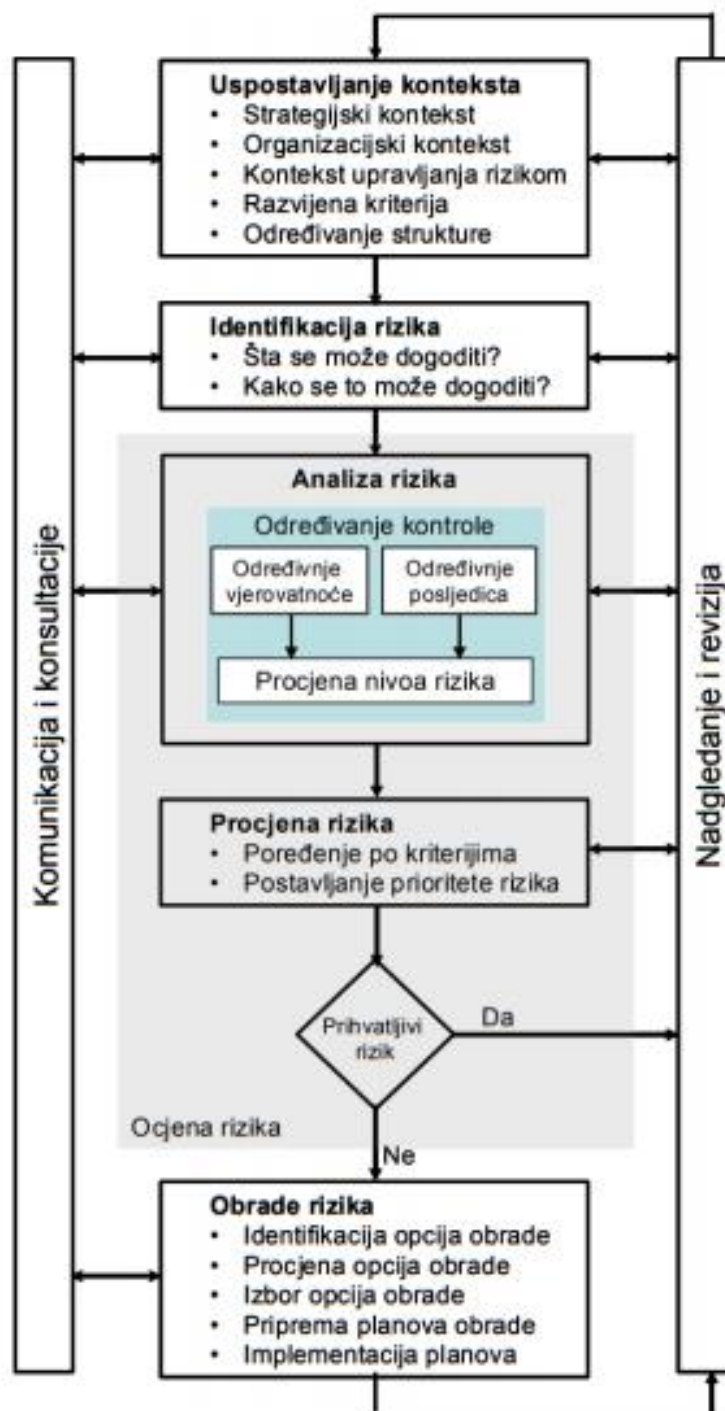 Uspostavljanje konteksta
• Strategijski kontekst
• Organizacijski kontekst
• Kontekst upravljanja rizikom
• Razvijena kriterija
• Određivanje strukture
Identifikacija rizika
• Šta se može dogoditi?
• Kako se to može dogoditi?
Analiza rizika
Određivanje kontrole
Određivnje
vjerovatnoće
Određivnje
posljedica
Procjena nivoa rizika
Procjena rizika
• Poređenje po kriterijima
• Postavljanje prioritete rizika
Prihvatljivi
rizik
Da
Ocjena rizika
Ne
Obrade rizika
• Identifikacija opcija obrade
• Procjena opcija obrade
• Izbor opcija obrade
• Priprema planova obrade
• Implementacija planova
Komunikacija i konsultacije
Nadgledanje i revizija